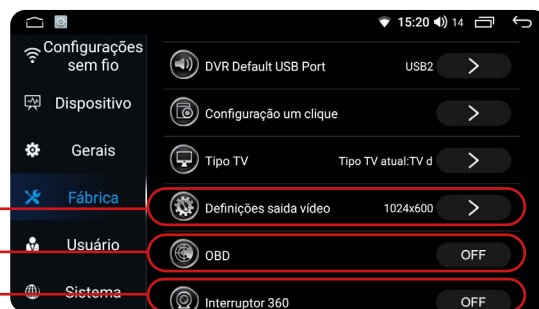 15:20 14
Configurações
sem fio
Dispositivo
Gerais
Fábrica
Usuário
Sistema
DVR Default USB Port USB2
Configuração um clique
Tipo TV Tipo TV atual:TV d
Definições saida vídeo 1024x600
OBD OFF
Interruptor 360 OFF